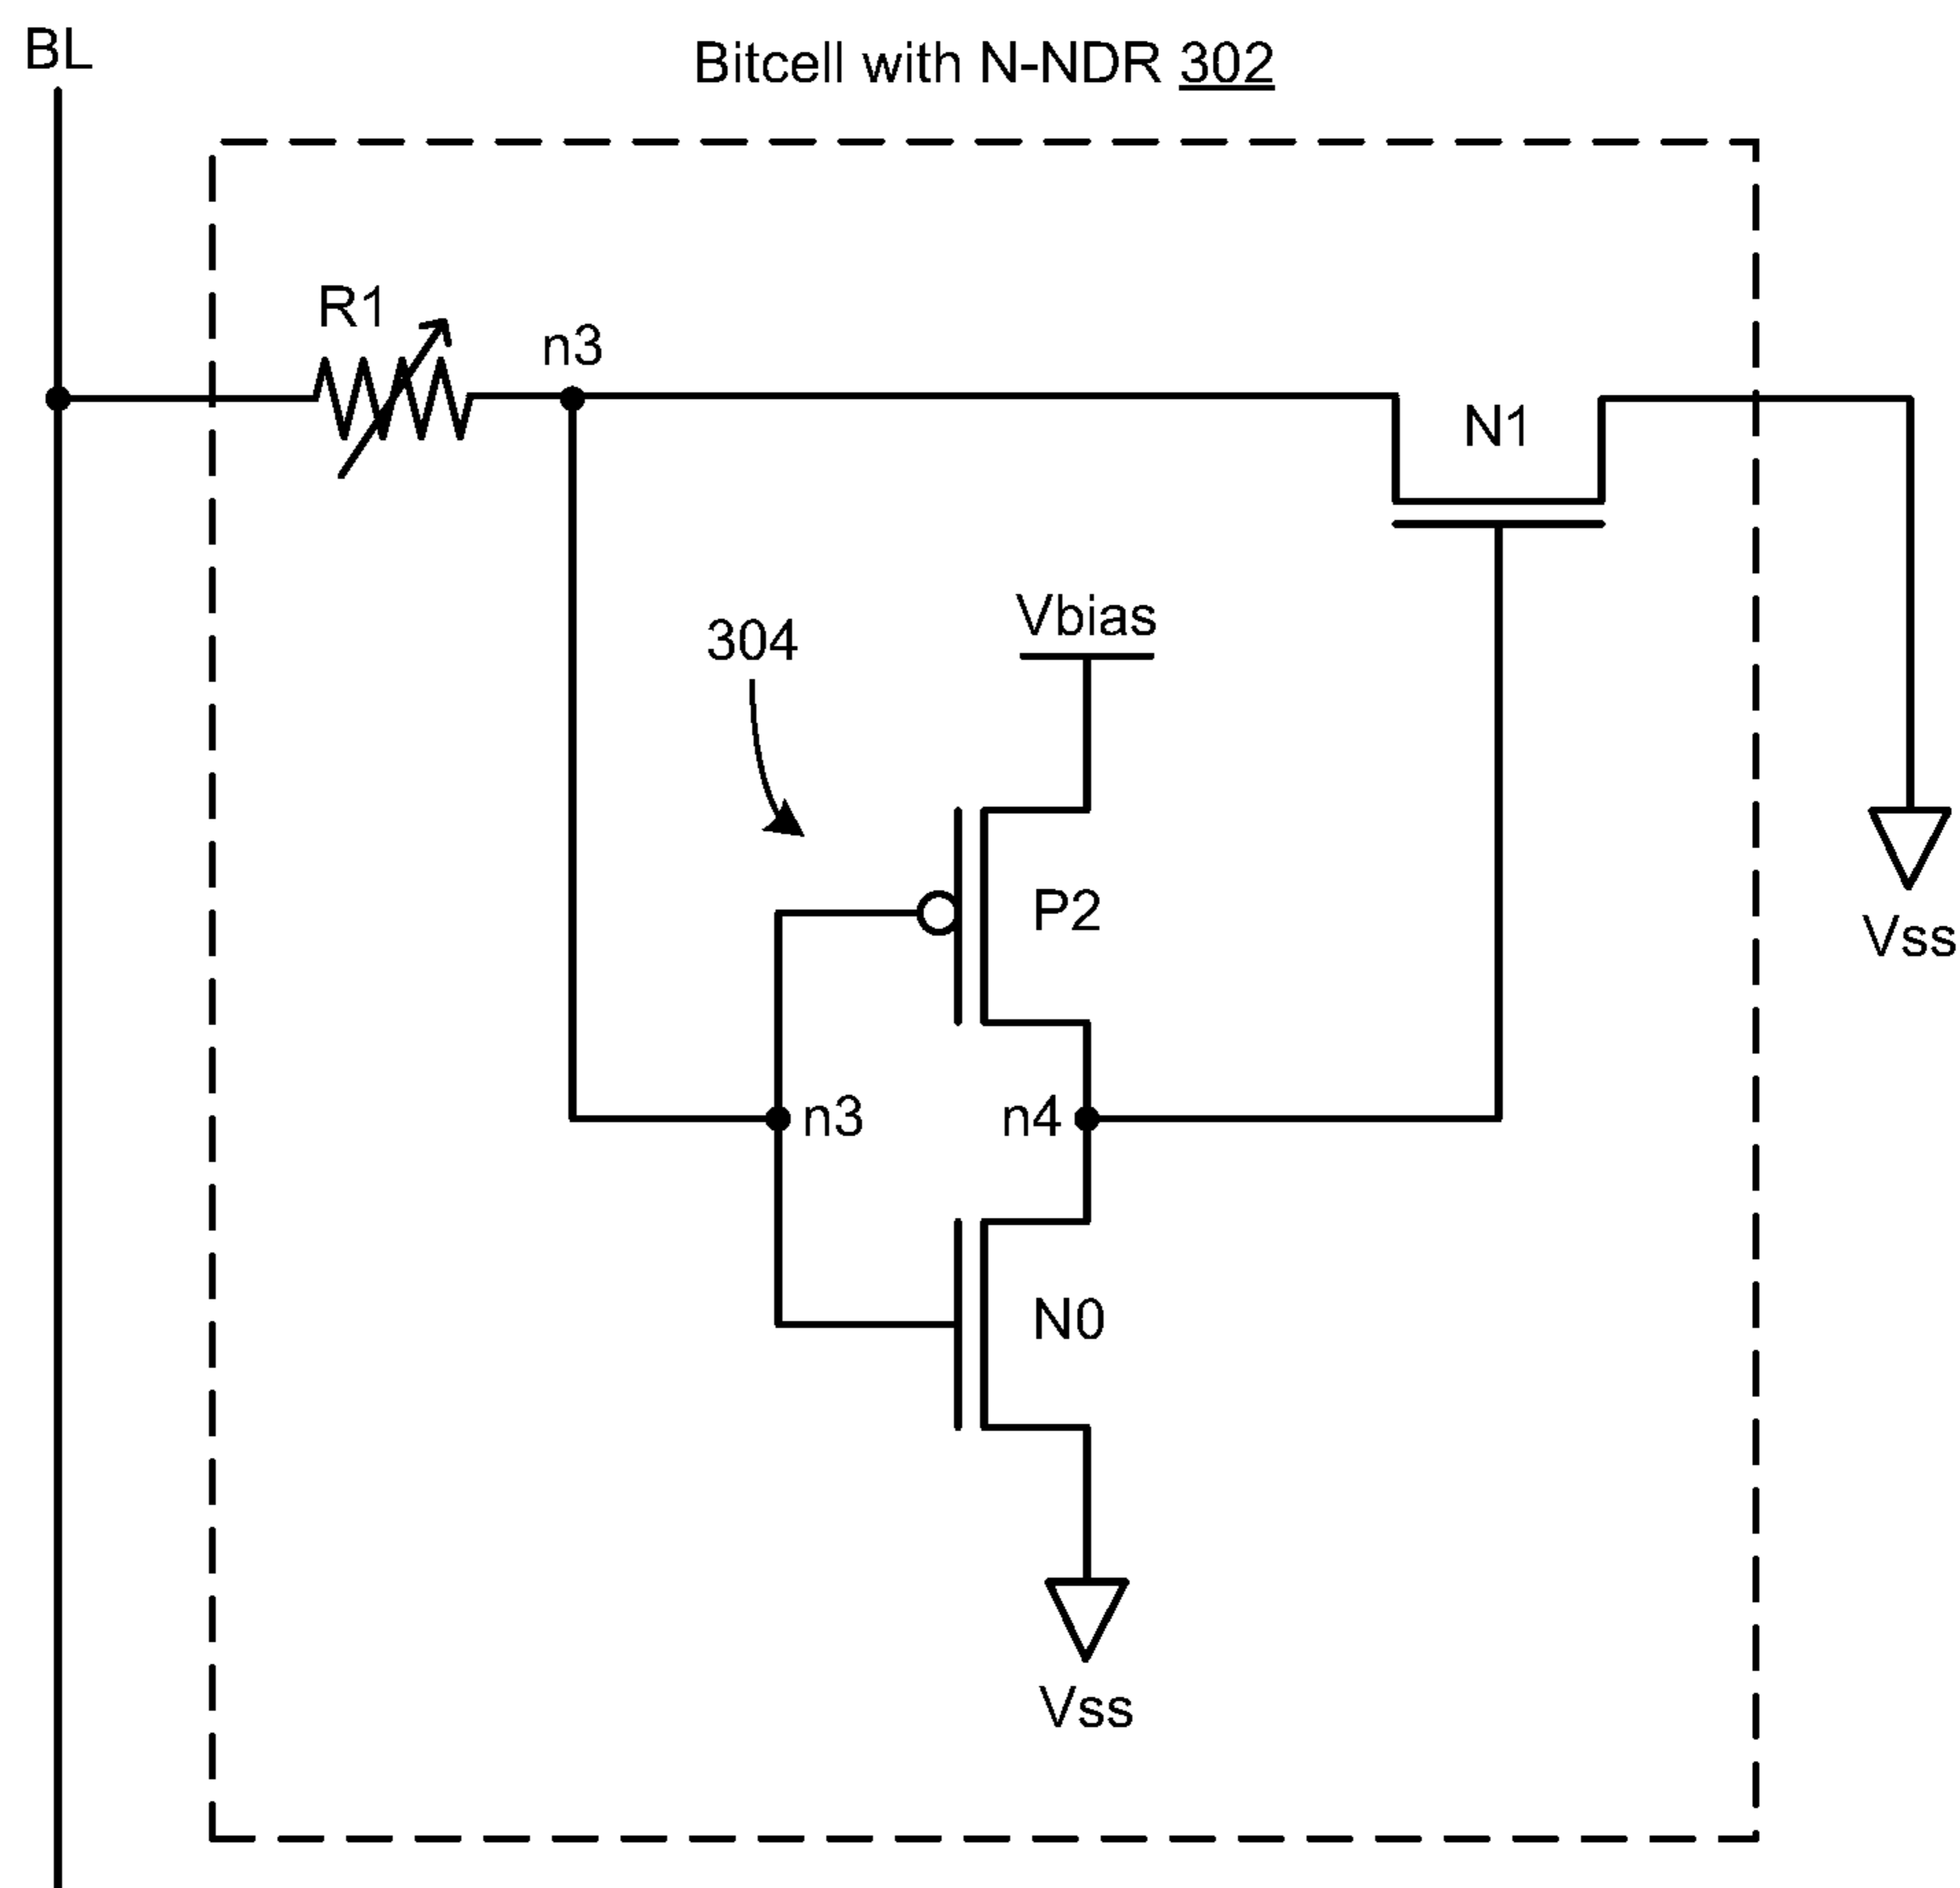 BL
Bitcell with N-NDR 302
R1
n3
N1
Vbias
304
P2
Vss
n3
n4
N0
Vss